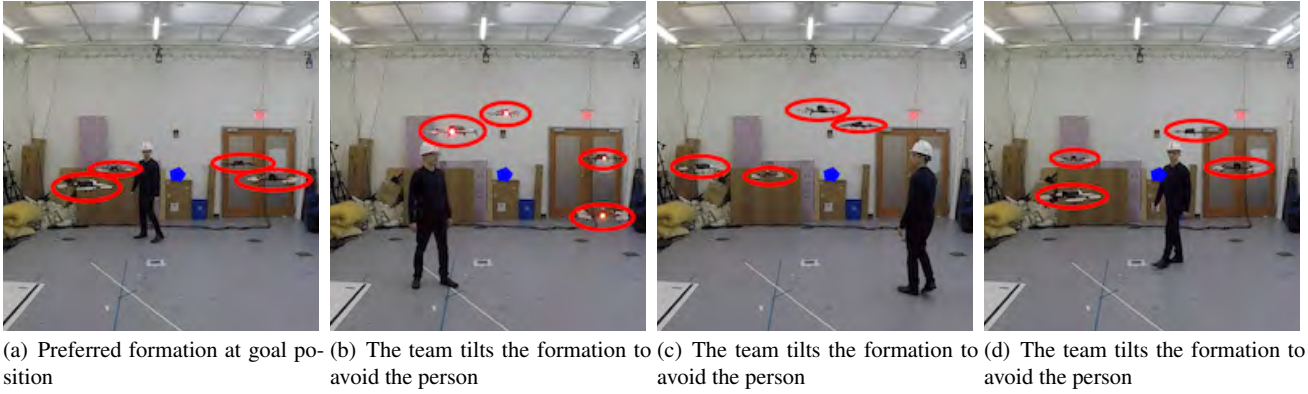 (a) Preferred formation at goal po-
sition
(b) The team tilts the formation to
avoid the person
(c) The team tilts the formation to
avoid the person
(d) The team tilts the formation to
avoid the person